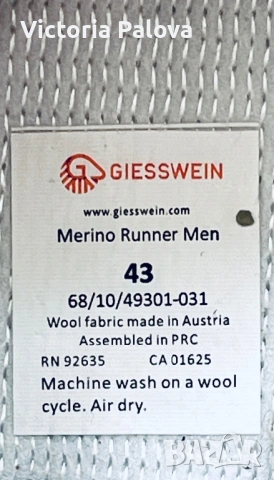 Victoria Palova
GIESSWEIN
www.giesswein.com
Merino Runner Men
43
68/10/49301-031
Wool fabric made in Austria
Assembled in PRC
RN 92635 CA 01625
Machine wash on a wool
cycle. Air dry.
BAZAR